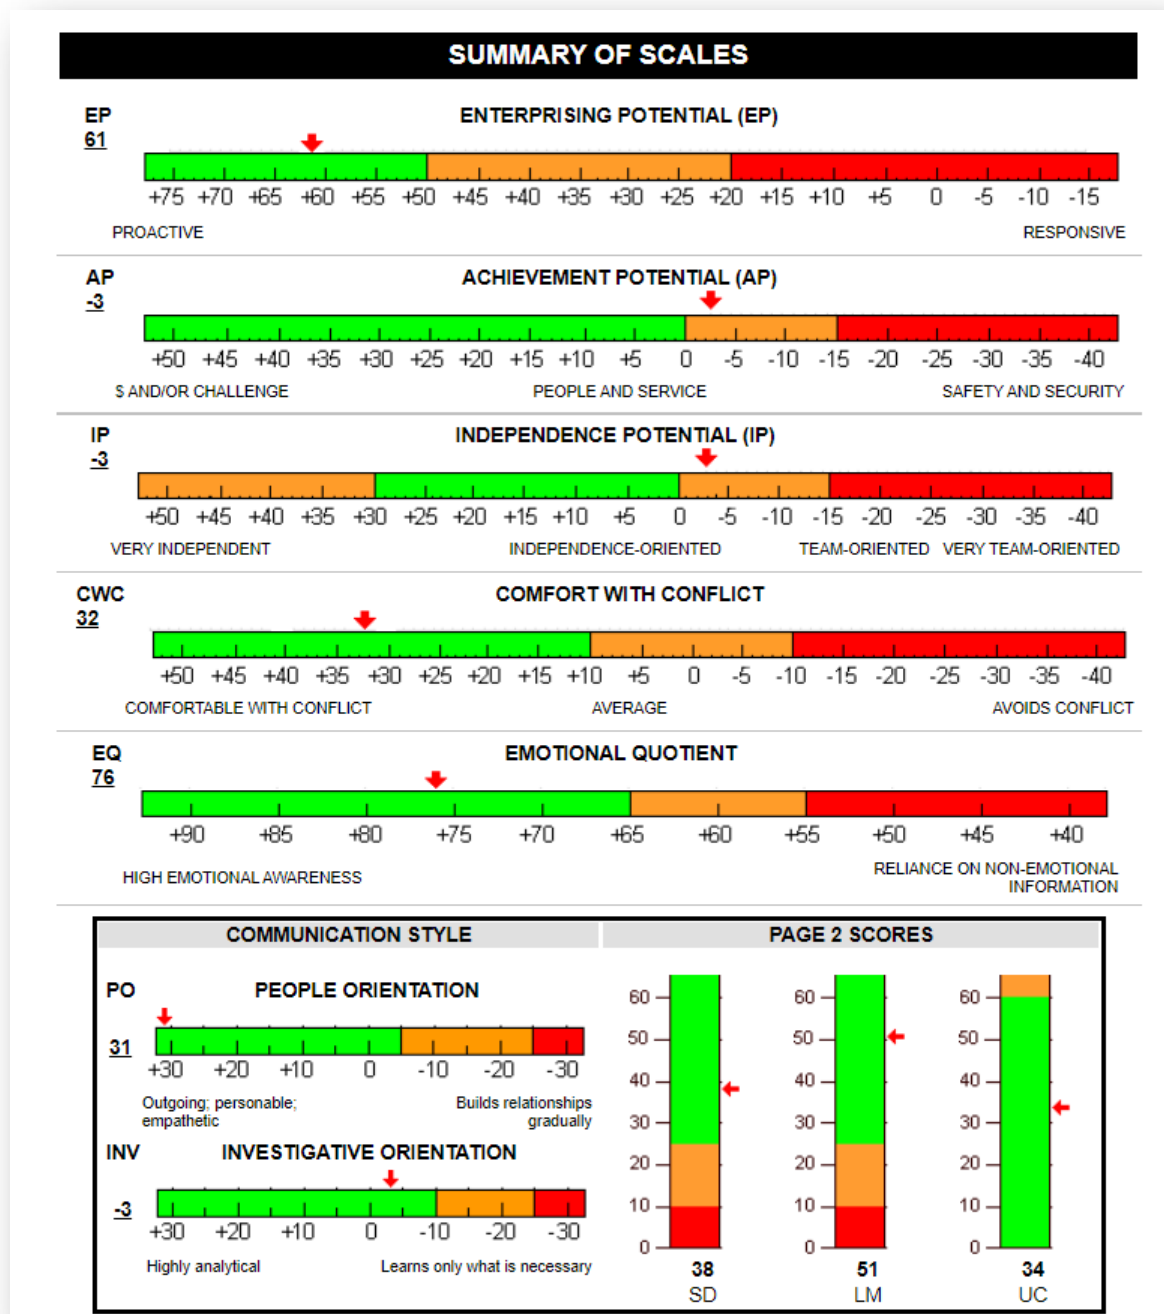 SUMMARY OF SCALES
EP ENTERPRISING POTENTIAL (EP)
61
+75 +70 +65 +60 +55 +50 +45 +40 +35 +30 +25 +20 +15 +10 +5 0 -5 -10 -15
PROACTIVE RESPONSIVE
AP ACHIEVEMENT POTENTIAL (AP)
-3
+50 +45 +40 +35 +30 +25 +20 +15 +10 +5 0 -5 -10 -15 -20 -25 -30 -35 -40
$ AND/OR CHALLENGE PEOPLE AND SERVICE SAFETY AND SECURITY
IP INDEPENDENCE POTENTIAL (IP)
-3
+50 +45 +40 +35 +30 +25 +20 +15 +10 +5 0 -5 -10 -15 -20 -25 -30 -35 -40
VERY INDEPENDENT INDEPENDENCE-ORIENTED TEAM-ORIENTED VERY TEAM-ORIENTED
CWC COMFORT WITH CONFLICT
32
+50 +45 +40 +35 +30 +25 +20 +15 +10 +5 0 -5 -10 -15 -20 -25 -30 -35 -40
COMFORTABLE WITH CONFLICT AVERAGE AVOIDS CONFLICT
EQ EMOTIONAL QUOTIENT
76
+90 +85 +80 +75 +70 +65 +60 +55 +50 +45 +40
HIGH EMOTIONAL AWARENESS RELIANCE ON NON-EMOTIONAL
INFORMATION
COMMUNICATION STYLE
PO PEOPLE ORIENTATION
31
+30 +20 +10 0 -10 -20 -30
Outgoing; personable; Builds relationships
empathetic gradually
INV INVESTIGATIVE ORIENTATION
-3
+30 +20 +10 0 -10 -20 -30
Highly analytical Learns only what is necessary
PAGE 2 SCORES
60 60 60
50 50 50
40 40 40
30 30 30
20 20 20
10 10 10
0 0 0
38 51 34
SD LM UC